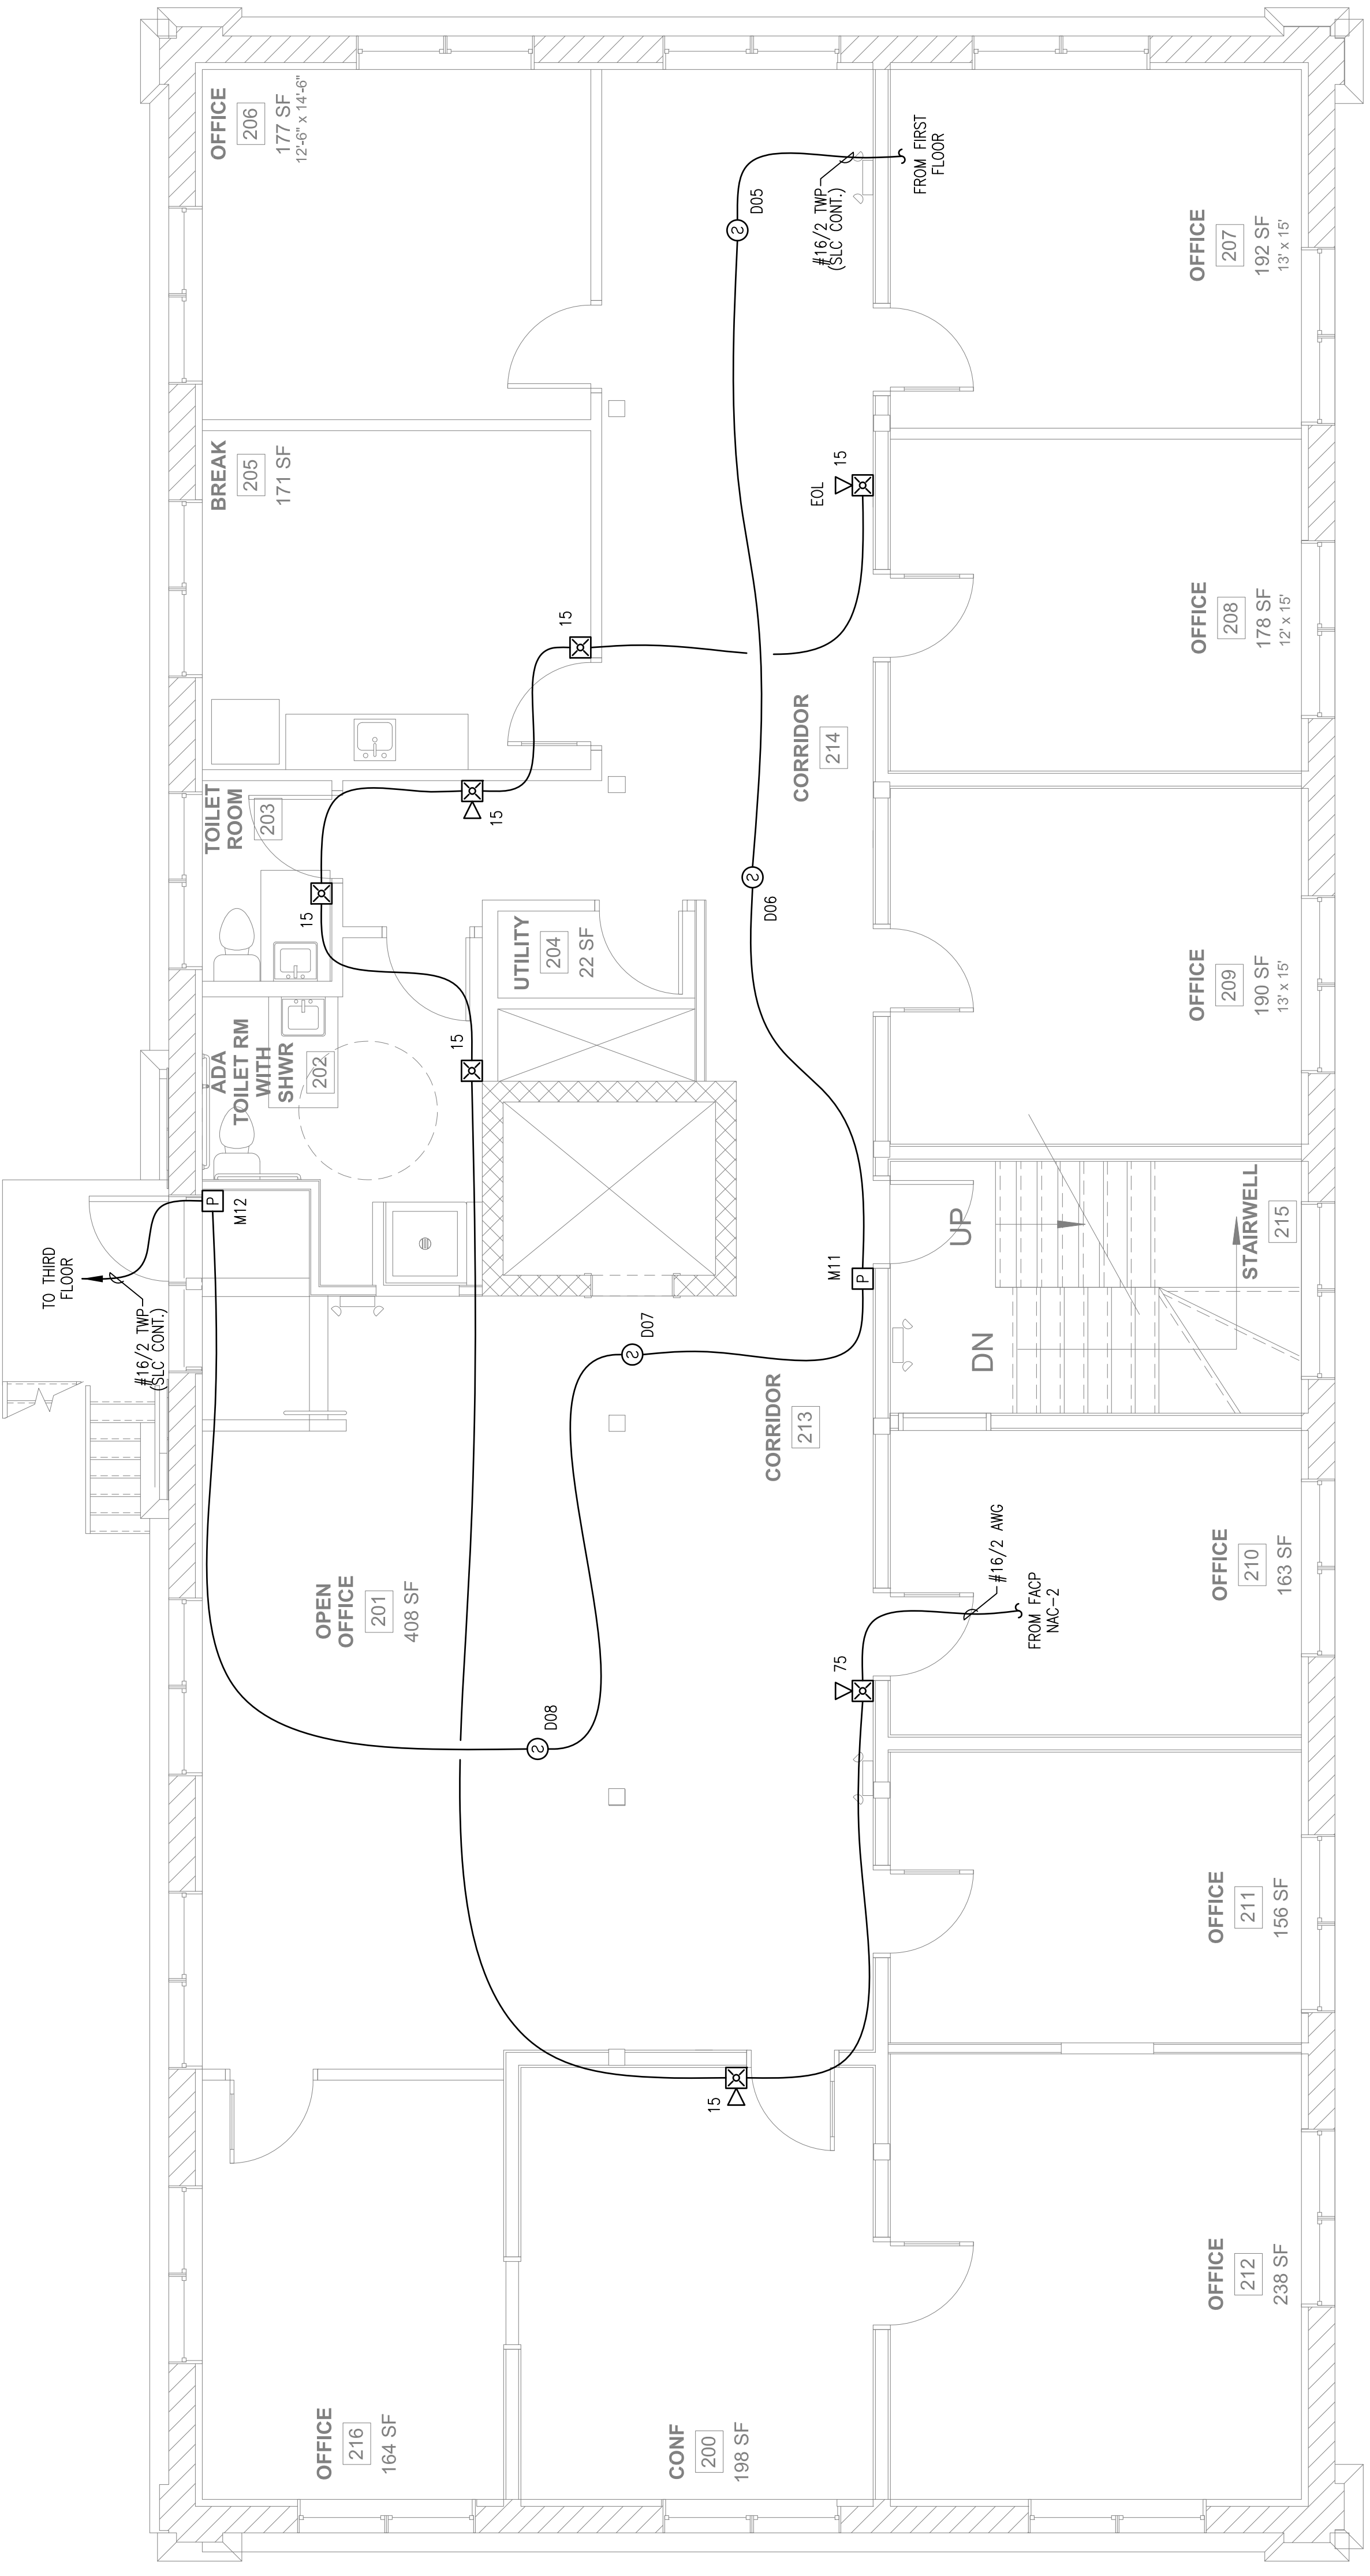 OFFICE
206
177 SF
12'-6" x 14'-6"
BREAK
205
171 SF
TOILET
ROOM
203
ADA
TOILET RM
WITH
SHWR
202
UTILITY
204
22 SF
OPEN
OFFICE
201
408 SF
OFFICE
216
164 SF
CONF
200
198 SF
CORRIDOR
214
CORRIDOR
213
OFFICE
207
192 SF
13' x 15'
OFFICE
208
178 SF
12' x 15'
OFFICE
209
190 SF
13' x 15'
STAIRWELL
215
UP
DN
OFFICE
210
163 SF
OFFICE
211
156 SF
OFFICE
212
238 SF
FROM FIRST
FLOOR
#16/2 TWP
(SLC CONT.)
S
D05
S
D06
P
M11
S
D07
S
D08
P
M12
TO THIRD
FLOOR
#16/2 TWP
(SLC CONT.)
FROM FACP
NAC-2
#16/2 AWG
75
15
15
15
15
15
15
EOL